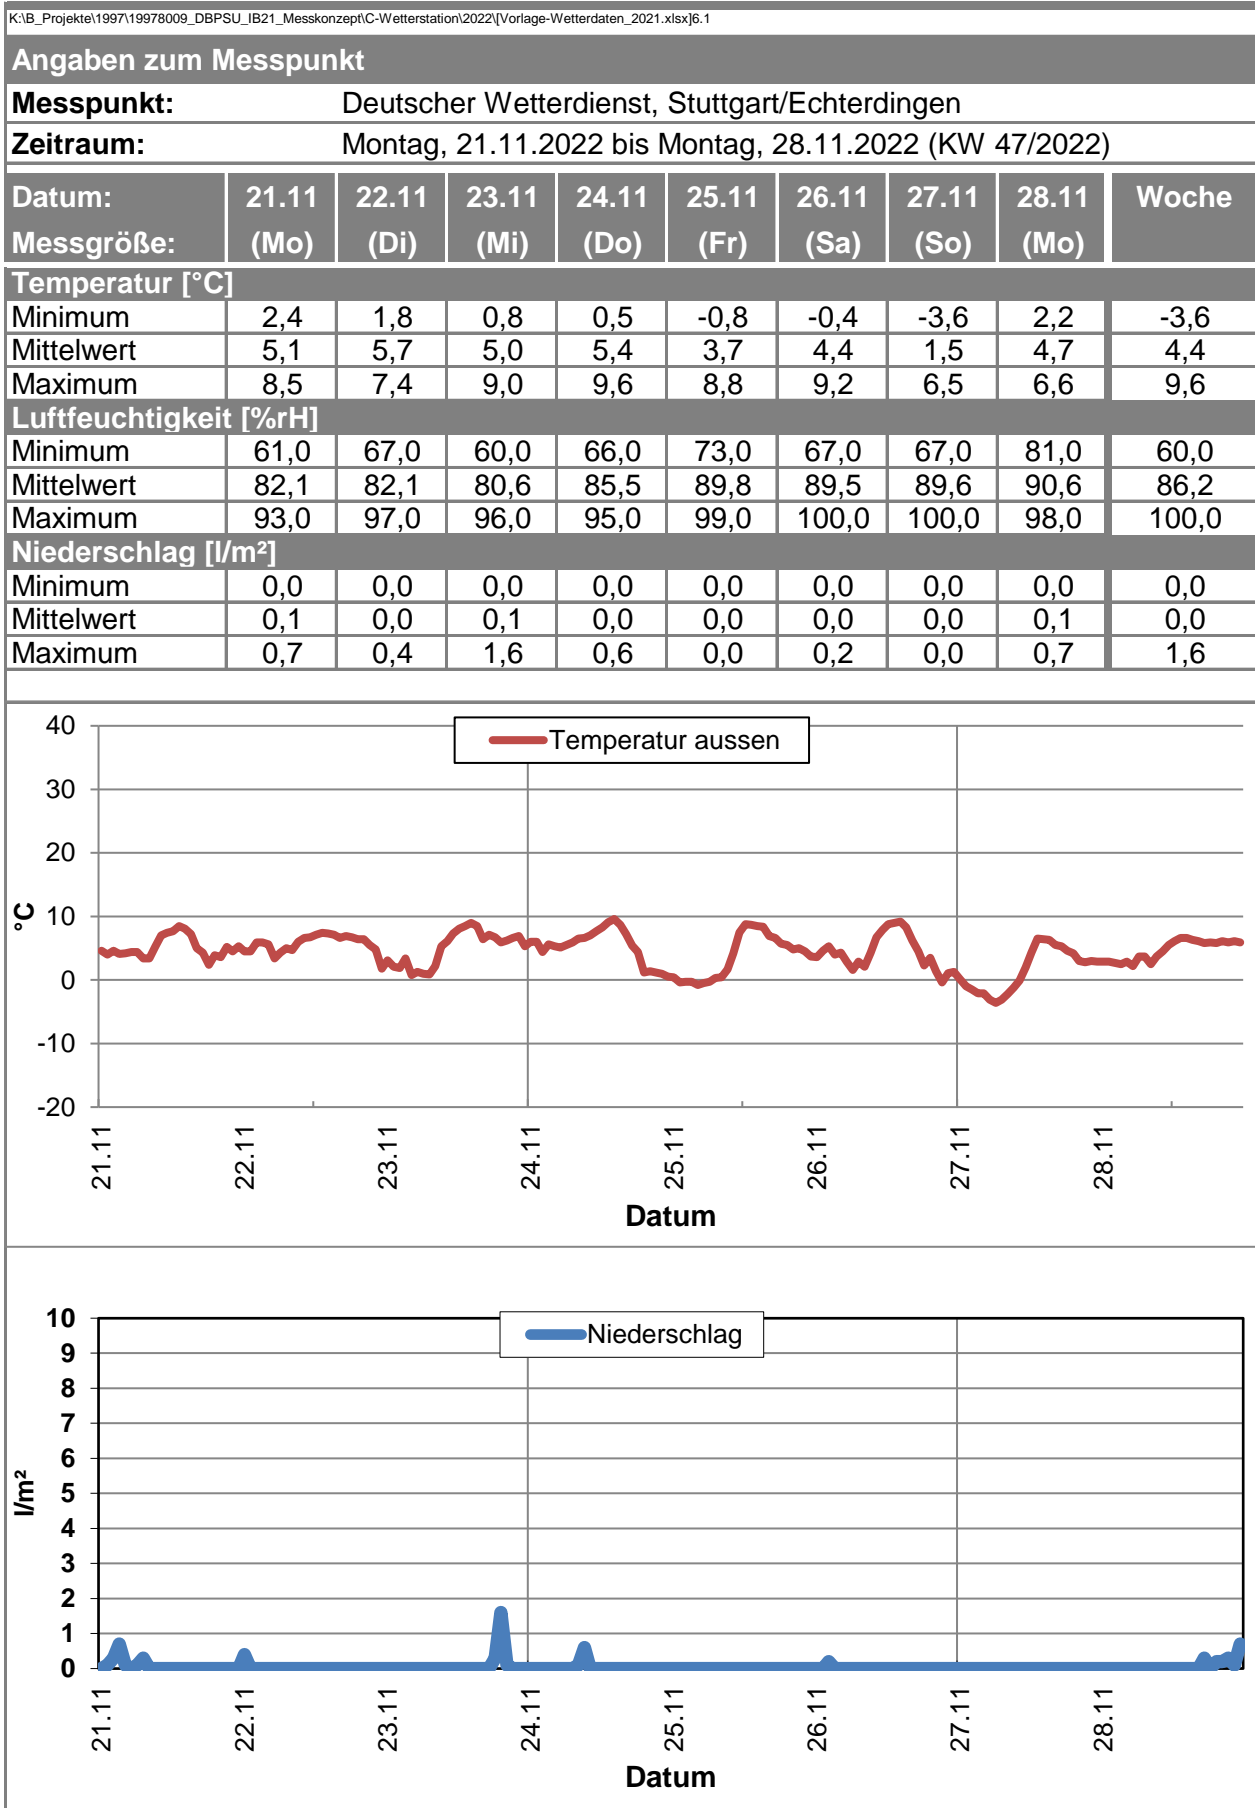 K:\B_Projekte\1997\19978009_DBPSU_IB21_Messkonzept\C-Wetterstation\2022\[Vorlage-Wetterdaten_2021.xlsx]6.1
Angaben zum Messpunkt
Messpunkt: Deutscher Wetterdienst, Stuttgart/Echterdingen
Zeitraum: Montag, 21.11.2022 bis Montag, 28.11.2022 (KW 47/2022)
Datum: 21.11 22.11 23.11 24.11 25.11 26.11 27.11 28.11 Woche
Messgröße: (Mo) (Di) (Mi) (Do) (Fr) (Sa) (So) (Mo)
Temperatur [°C]
Minimum 2,4 1,8 0,8 0,5 -0,8 -0,4 -3,6 2,2 -3,6
Mittelwert 5,1 5,7 5,0 5,4 3,7 4,4 1,5 4,7 4,4
Maximum 8,5 7,4 9,0 9,6 8,8 9,2 6,5 6,6 9,6
Luftfeuchtigkeit [%rH]
Minimum 61,0 67,0 60,0 66,0 73,0 67,0 67,0 81,0 60,0
Mittelwert 82,1 82,1 80,6 85,5 89,8 89,5 89,6 90,6 86,2
Maximum 93,0 97,0 96,0 95,0 99,0 100,0 100,0 98,0 100,0
Niederschlag [l/m²]
Minimum 0,0 0,0 0,0 0,0 0,0 0,0 0,0 0,0 0,0
Mittelwert 0,1 0,0 0,1 0,0 0,0 0,0 0,0 0,1 0,0
Maximum 0,7 0,4 1,6 0,6 0,0 0,2 0,0 0,7 1,6
Temperatur aussen
40
30
20
10
0
-10
-20
°C
21.11 22.11 23.11 24.11 25.11 26.11 27.11 28.11
Datum
Niederschlag
10
9
8
7
6
5
4
3
2
1
0
l/m²
21.11 22.11 23.11 24.11 25.11 26.11 27.11 28.11
Datum